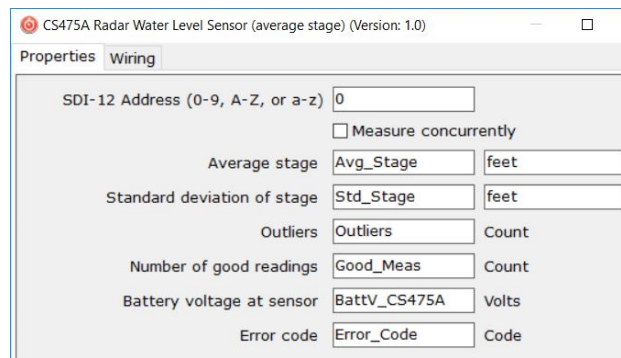 CS475A Radar Water Level Sensor (average stage) (Version: 1.0)
Properties Wiring
SDI-12 Address (0-9, A-Z, or a-z) 0
Measure concurrently
Average stage Avg_Stage feet
Standard deviation of stage Std_Stage feet
Outliers Outliers Count
Number of good readings Good_Meas Count
Battery voltage at sensor BattV_CS475A Volts
Error code Error_Code Code